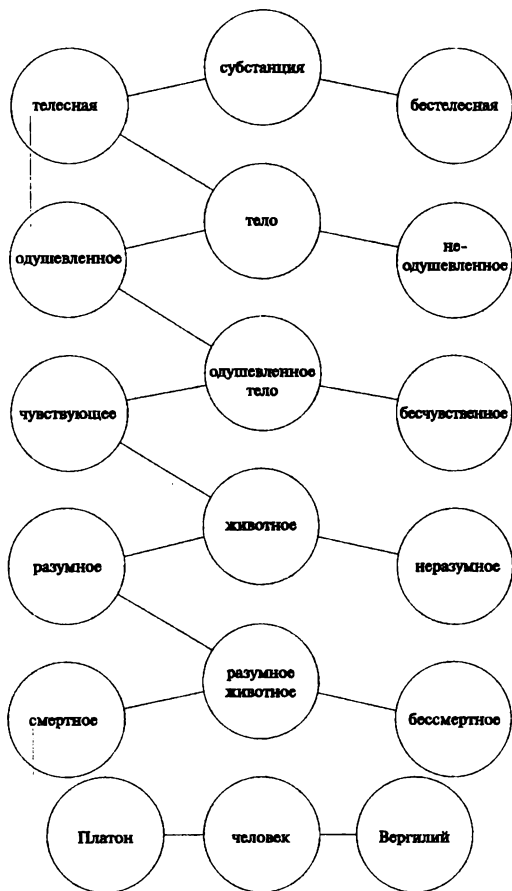 субстанция
телесная
бестелесная
тело
одушевленное
не-
одушевленное
одушевленное
тело
чувствующее
бесчувственное
животное
разумное
неразумное
разумное
животное
смертное
бессмертное
Платон
человек
Вергилий